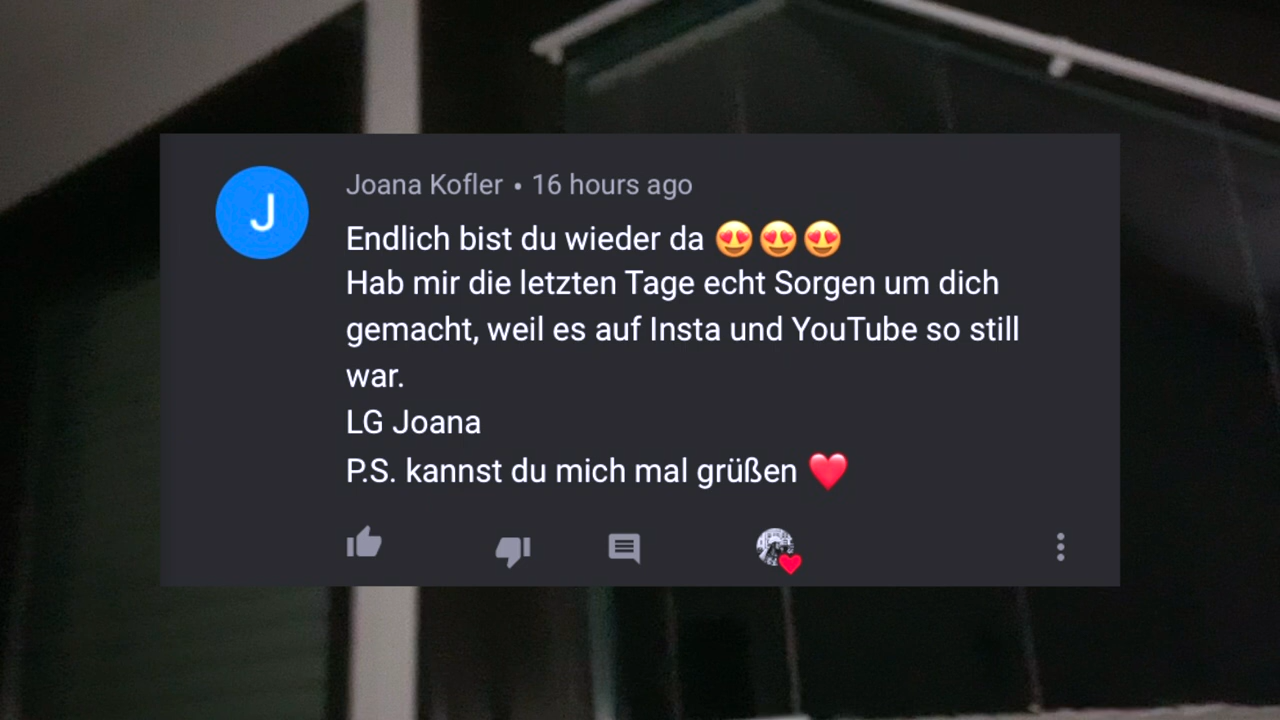 J
Joana Kofler • 16 hours ago
Endlich bist du wieder da 😍😍😍
Hab mir die letzten Tage echt Sorgen um dich
gemacht, weil es auf Insta und YouTube so still
war.
LG Joana
P.S. kannst du mich mal grüßen ❤️